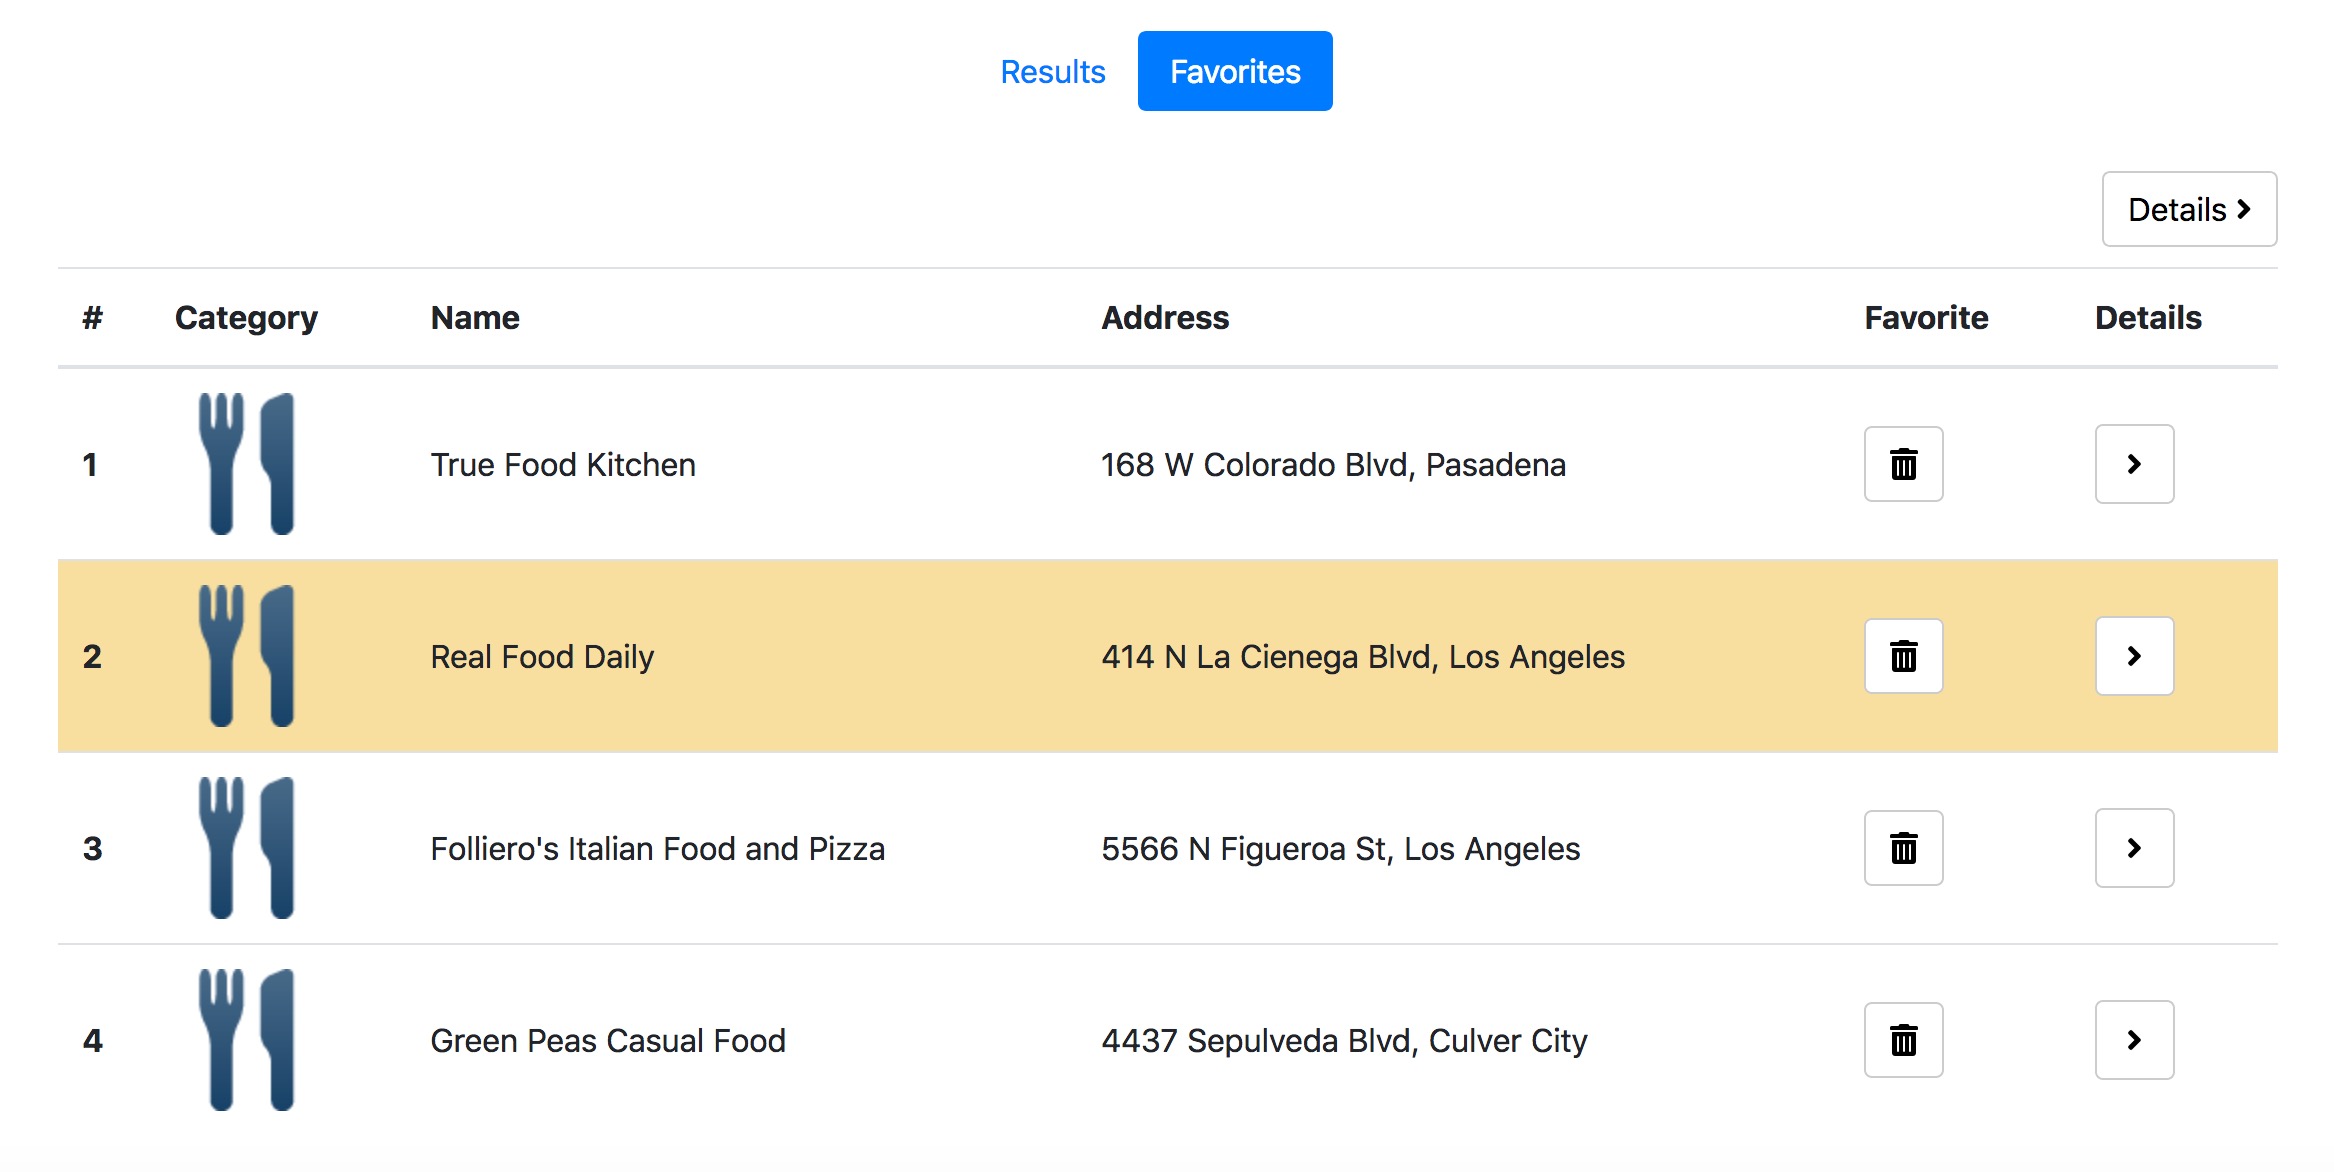 Results Favorites
Details
# Category Name Address Favorite Details
1 True Food Kitchen 168 W Colorado Blvd, Pasadena
2 Real Food Daily 414 N La Cienega Blvd, Los Angeles
3 Folliero's Italian Food and Pizza 5566 N Figueroa St, Los Angeles
4 Green Peas Casual Food 4437 Sepulveda Blvd, Culver City